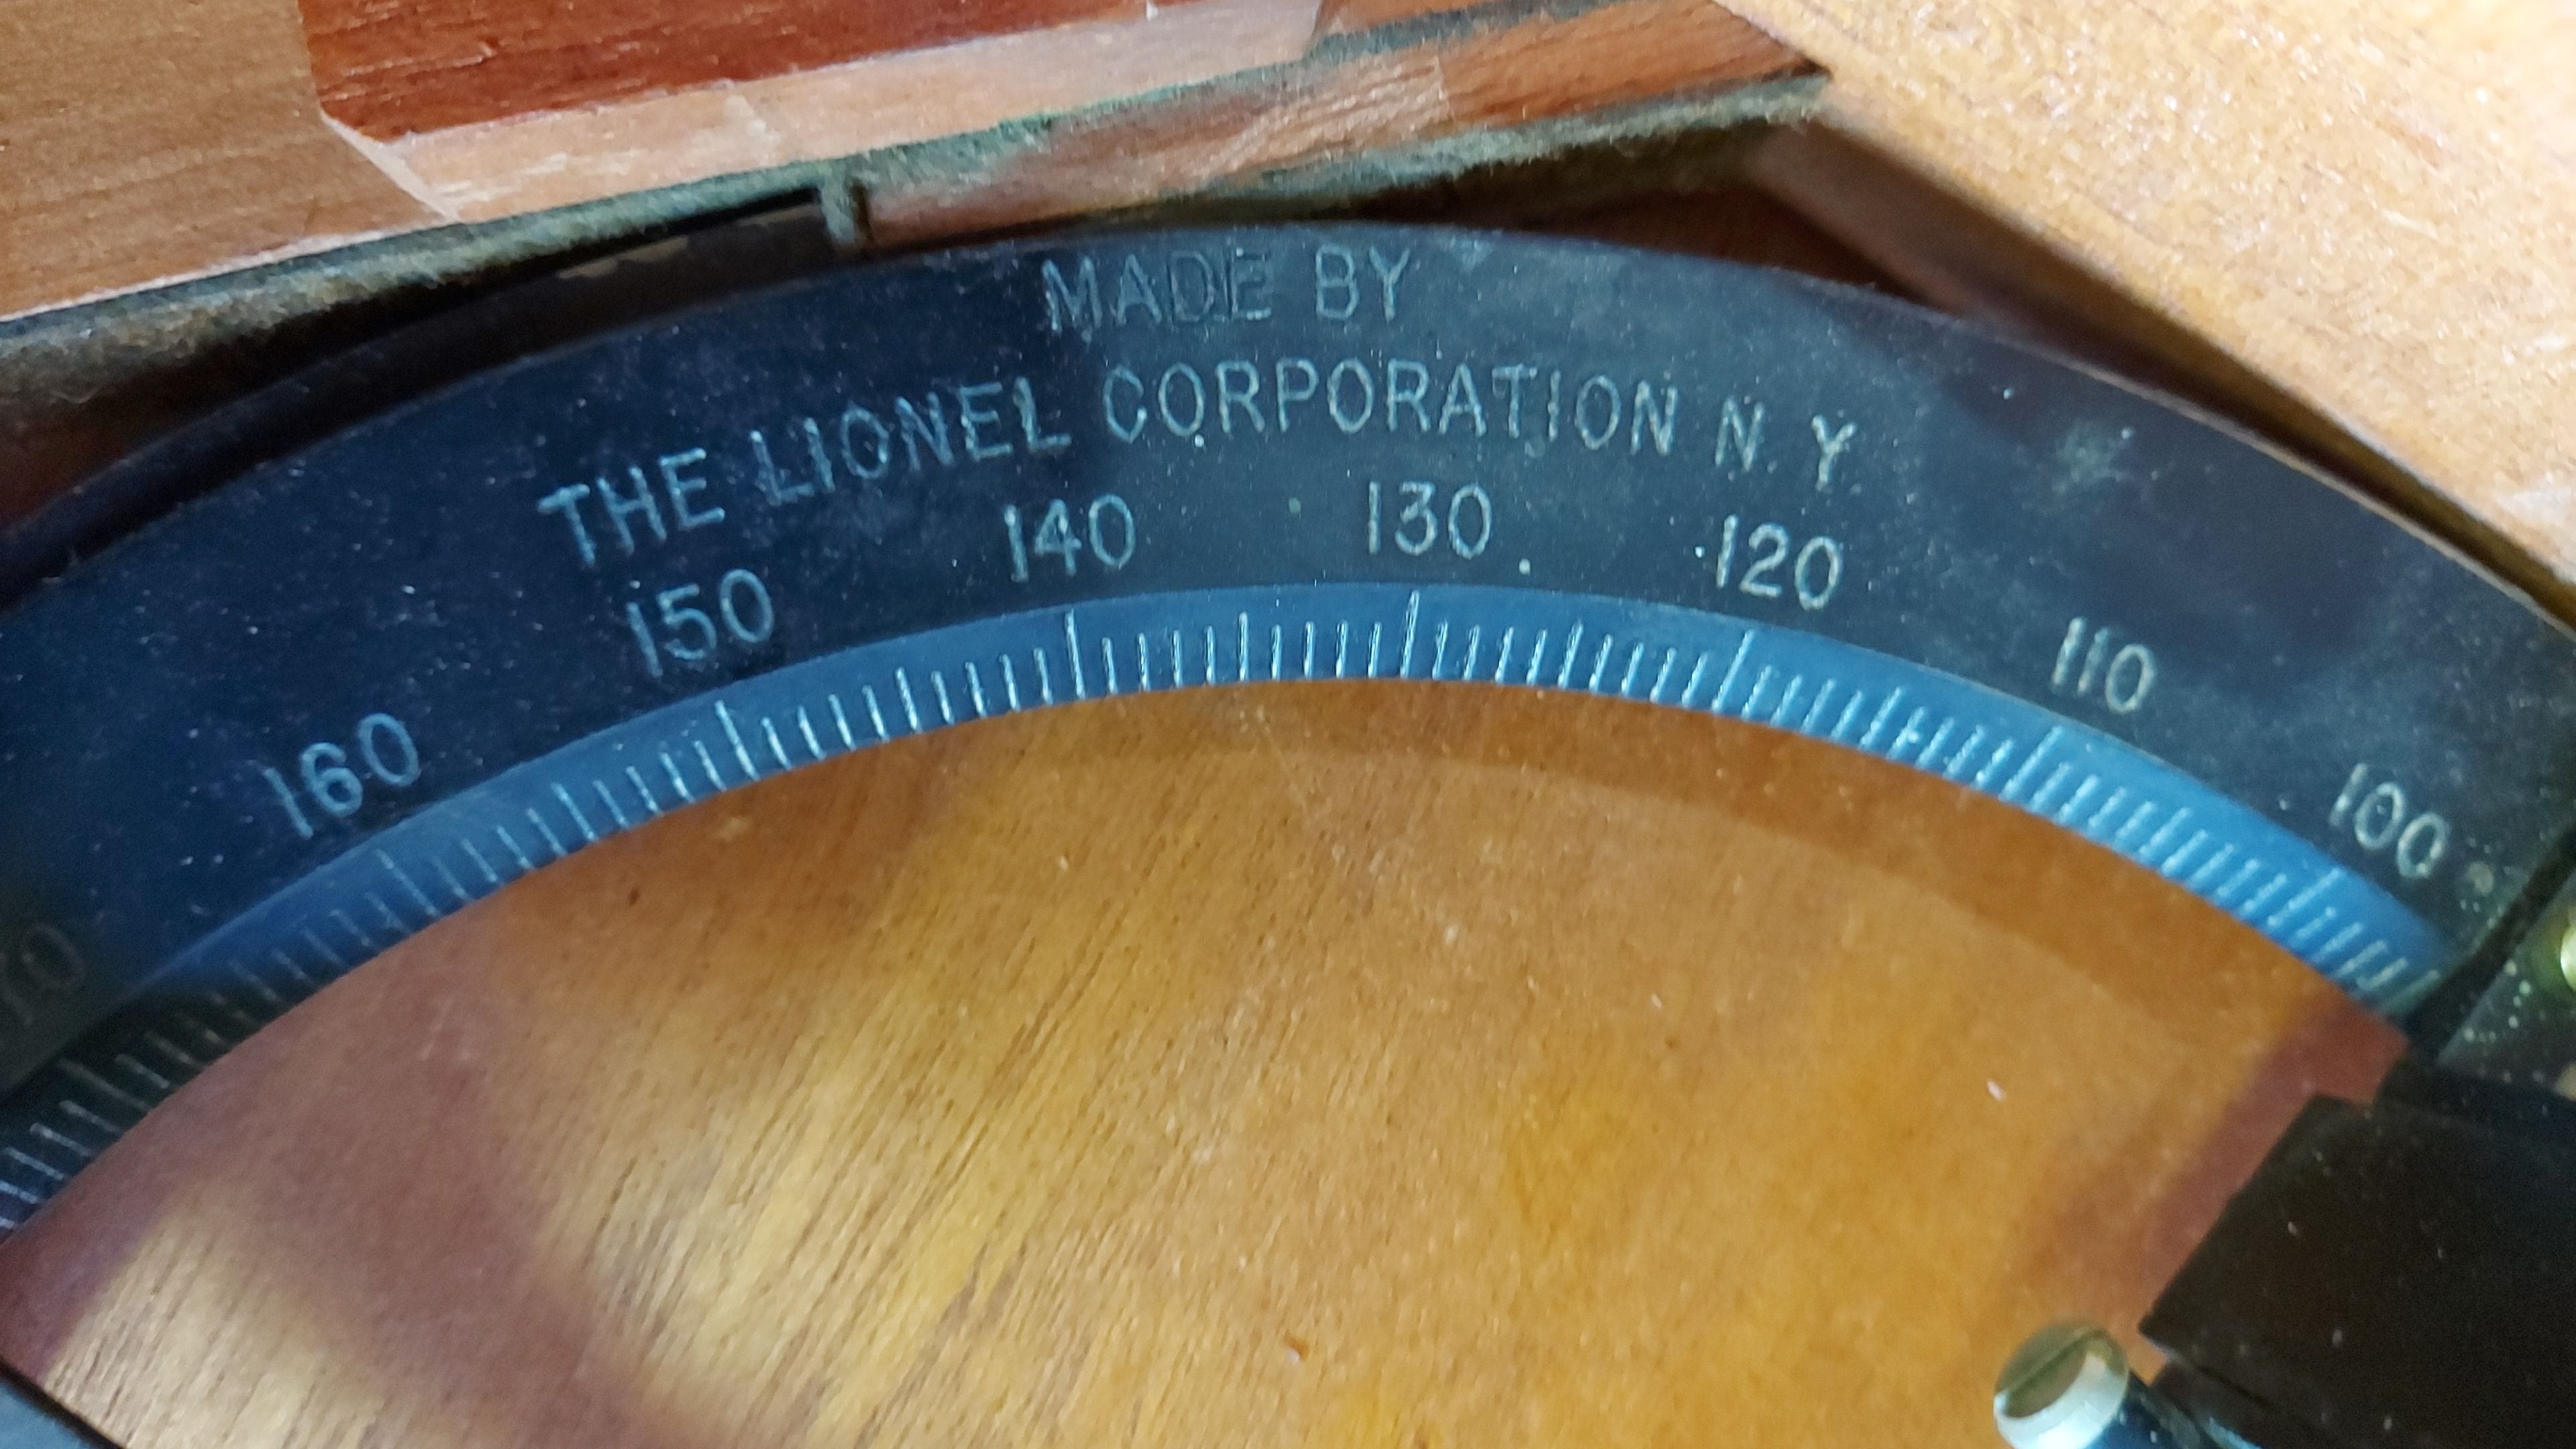 MADE BY
THE LIONEL CORPORATION N. Y.
160 150 140 130 120 110 100